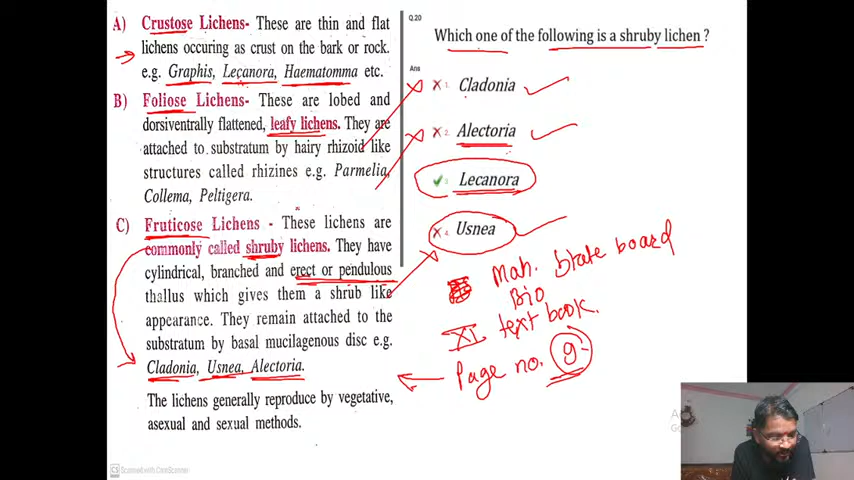 A) Crustose Lichens- These are thin and flat
lichens occuring as crust on the bark or rock.
e.g. Graphis, Leçanora, Haematomma etc.
B) Foliose Lichens- These are lobed and
dorsiventrally flattened, leafy lichens. They are
attached to substratum by hairy rhizoid like
structures called rhizines e.g. Parmelia,
Collema, Peltigera.
C) Fruticose Lichens - These lichens are
commonly called shruby lichens. They have
cylindrical, branched and erect or pendulous
thallus which gives them a shrub like
appearance. They remain attached to the
substratum by basal mucilagenous disc e.g.
Cladonia, Usnea, Alectoria.
The lichens generally reproduce by vegetative,
asexual and sexual methods.
CS Scanned with CamScanner
Q.20
Which one of the following is a shruby lichen ?
Ans
1. Cladonia
2. Alectoria
3. Lecanora
4. Usnea
Mah. State board
Bio
XI text book.
Page no. 9